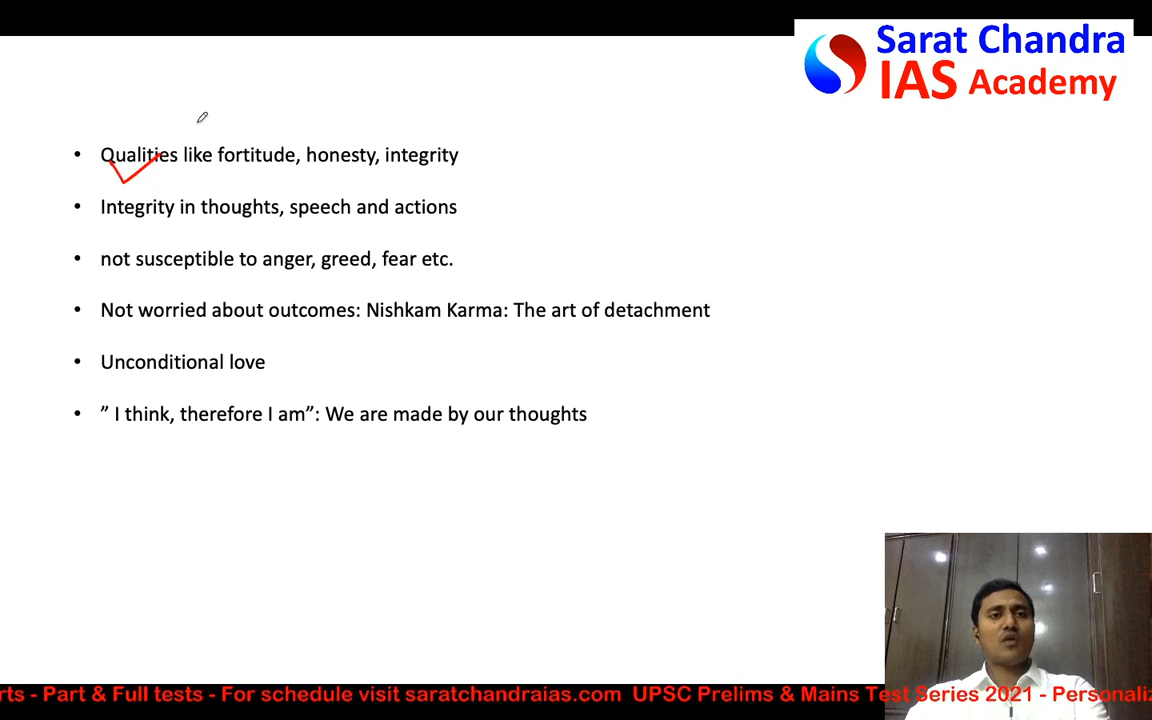 Sarat Chandra
IAS Academy
• Qualities like fortitude, honesty, integrity
• Integrity in thoughts, speech and actions
• not susceptible to anger, greed, fear etc.
• Not worried about outcomes: Nishkam Karma: The art of detachment
• Unconditional love
• ” I think, therefore I am”: We are made by our thoughts
rts - Part & Full tests - For schedule visit saratchandraias.com UPSC Prelims & Mains Test Series 2021 - Personaliz